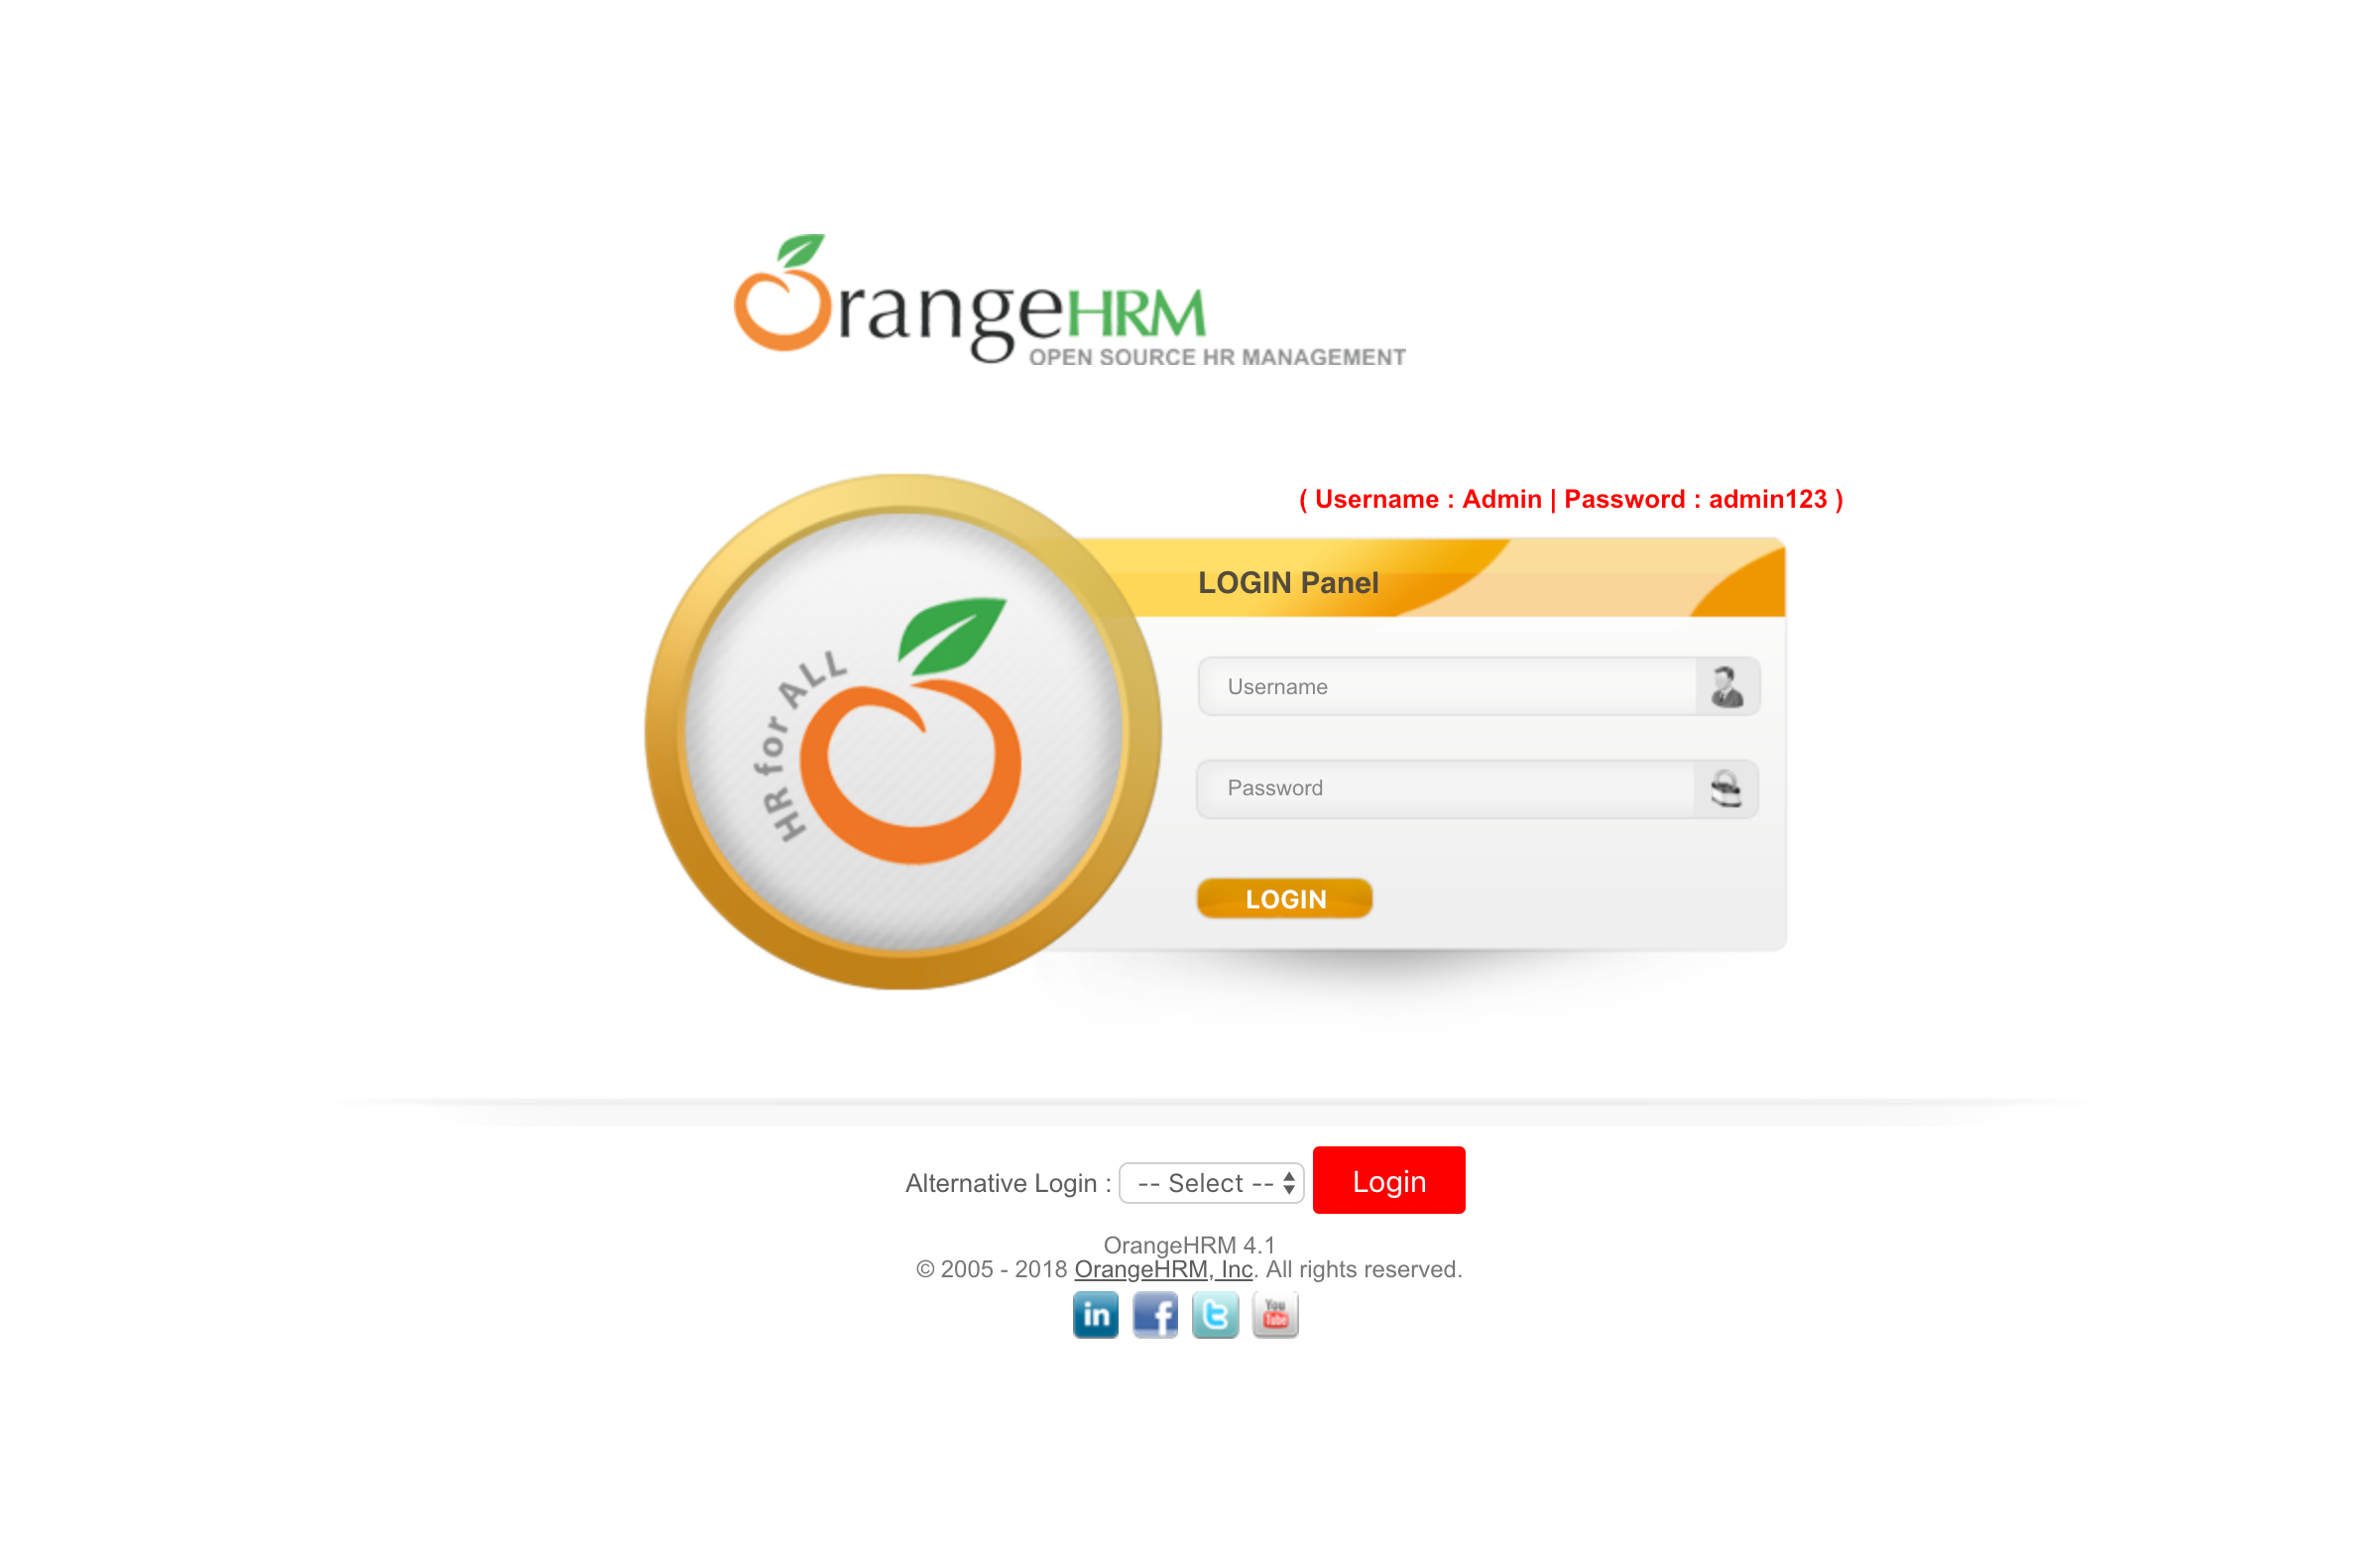 OrangeHRM
OPEN SOURCE HR MANAGEMENT
( Username : Admin | Password : admin123 )
LOGIN Panel
HR for ALL
Username
Password
LOGIN
Alternative Login : -- Select -- Login
OrangeHRM 4.1
© 2005 - 2018 OrangeHRM, Inc. All rights reserved.
in f t You Tube